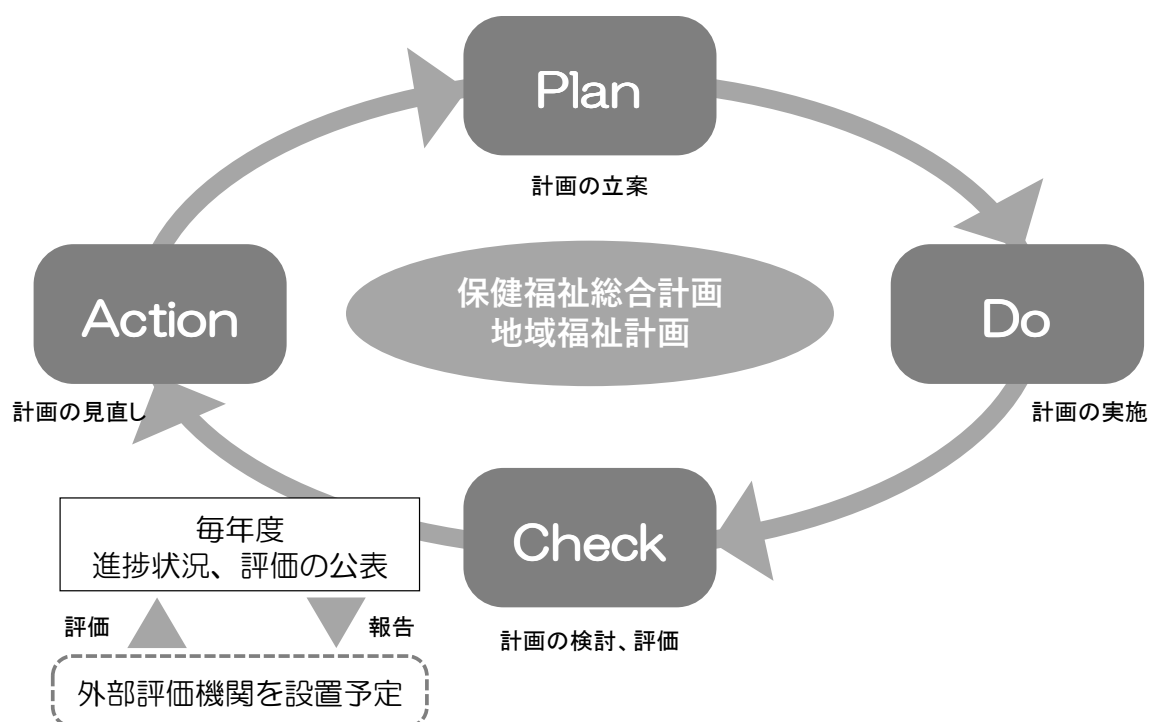 Plan
計画の立案
保健福祉総合計画
地域福祉計画
Action
Do
計画の見直し
計画の実施
Check
計画の検討、評価
毎年度
進捗状況、評価の公表
評価
報告
外部評価機関を設置予定